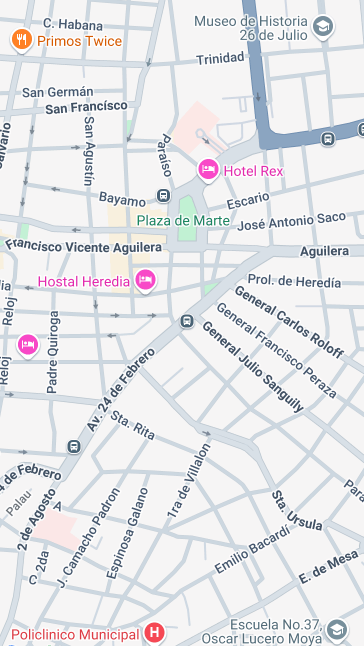 C. Habana
Museo de Historia
26 de Julio
Primos Twice
Trinidad
San Germán
San Francísco
Calvario
San Agustín
Paraíso
Hotel Rex
Escario
Bayamo
Plaza de Marte
José Antonio Saco
Francisco Vicente Aguilera
Aguilera
Hostal Heredia
Prol. de Heredía
Reloj
General Carlos Roloff
General Francisco Peraza
Padre Quiroga
Reloj
General Julio Sanguily
Av. 24 de Febrero
Sta. Rita
1ra de Villalon
Sta. Ursula
2 de Agosto
Palau
A
J. Camacho Padron
Espinosa Galano
2da
C
Emilio Bacardí
E. de Mesa
Policlinico Municipal
H
Escuela No.37,
Oscar Lucero Moya